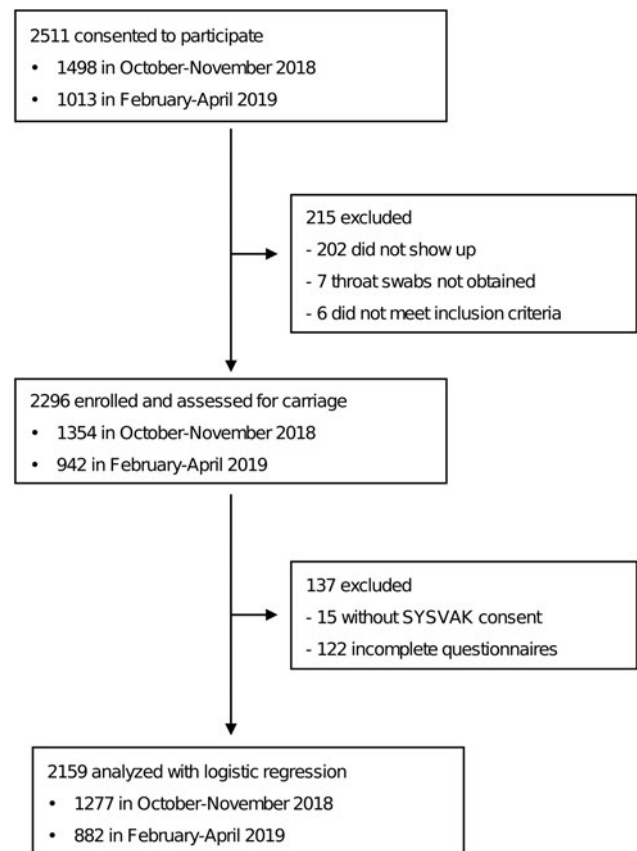 2511 consented to participate
• 1498 in October-November 2018
• 1013 in February-April 2019
215 excluded
- 202 did not show up
- 7 throat swabs not obtained
- 6 did not meet inclusion criteria
2296 enrolled and assessed for carriage
• 1354 in October-November 2018
• 942 in February-April 2019
137 excluded
- 15 without SYSVAK consent
- 122 incomplete questionnaires
2159 analyzed with logistic regression
• 1277 in October-November 2018
• 882 in February-April 2019